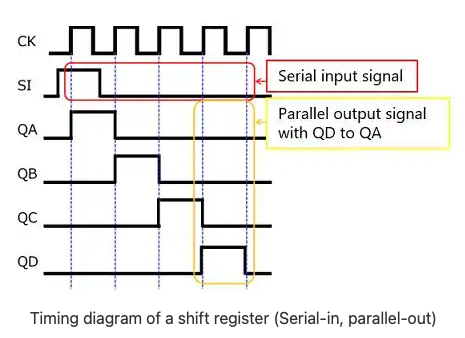 CK
SI
Serial input signal
Parallel output signal
with QD to QA
QA
QB
QC
QD
Timing diagram of a shift register (Serial-in, parallel-out)